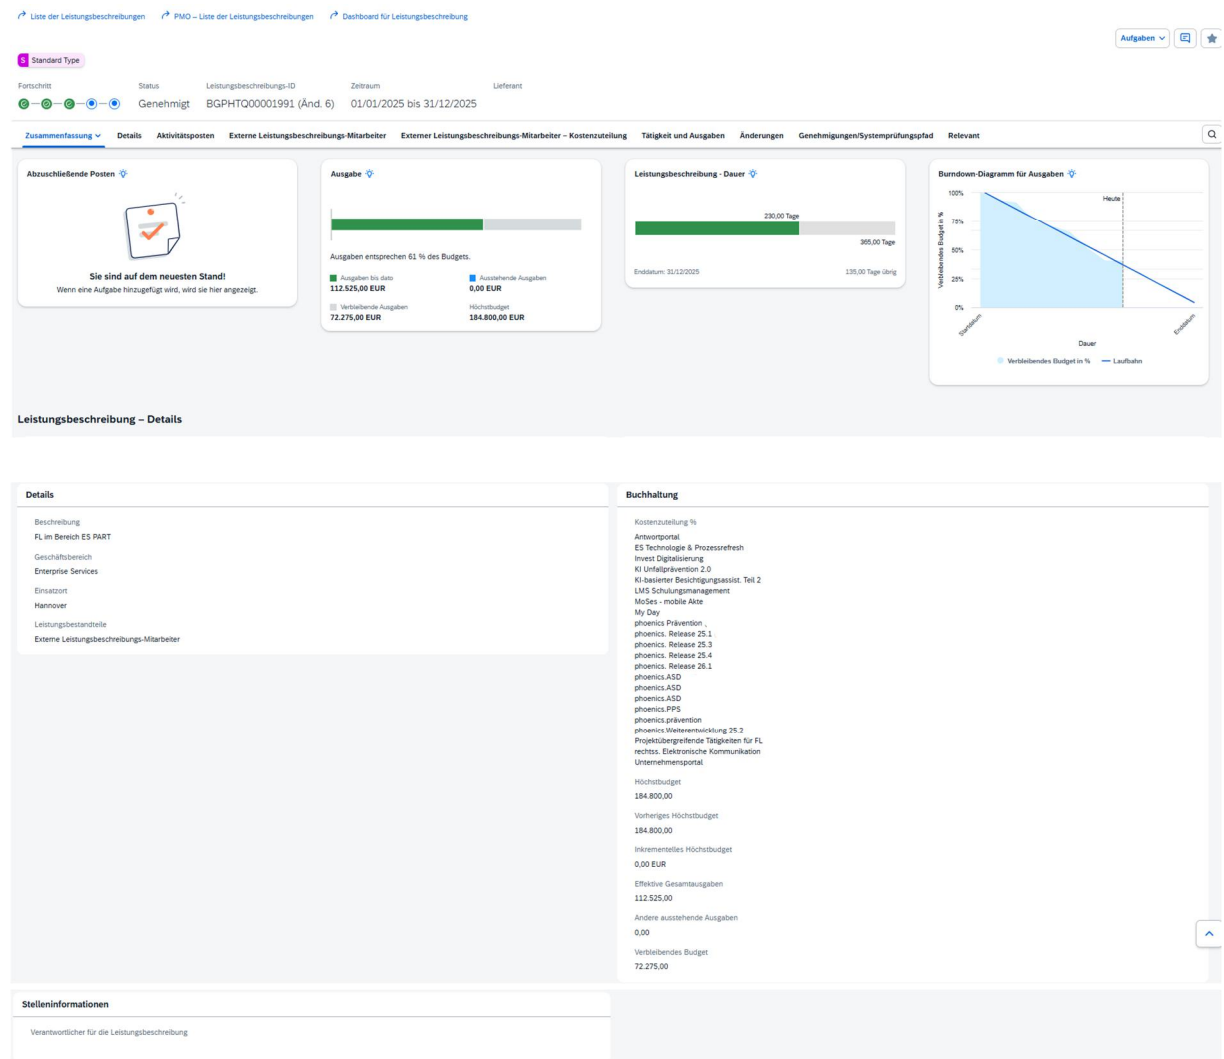 Liste der Leistungsbeschreibungen PMO – Liste der Leistungsbeschreibungen Dashboard für Leistungsbeschreibung
Aufgaben
S Standard Type
Fortschritt Status Leistungsbeschreibungs-ID Zeitraum Lieferant
Genehmigt BGPHTQ00001991 (Änd. 6) 01/01/2025 bis 31/12/2025
Zusammenfassung Details Aktivitätsposten Externe Leistungsbeschreibungs-Mitarbeiter Externer Leistungsbeschreibungs-Mitarbeiter – Kostenzuteilung Tätigkeit und Ausgaben Änderungen Genehmigungen/Systemprüfungspfad Relevant
Abzuschließende Posten
Sie sind auf dem neuesten Stand!
Wenn eine Aufgabe hinzugefügt wird, wird sie hier angezeigt.
Ausgabe
Ausgaben entsprechen 61 % des Budgets.
Ausgaben bis dato Ausstehende Ausgaben
112.525,00 EUR 0,00 EUR
Verbleibende Ausgaben Höchstbudget
72.275,00 EUR 184.800,00 EUR
Leistungsbeschreibung - Dauer
230,00 Tage
365,00 Tage
Enddatum: 31/12/2025 135,00 Tage übrig
Burndown-Diagramm für Ausgaben
Verbleibendes Budget in %
100%
75%
50%
25%
0%
Heute
Startdatum
Enddatum
Dauer
Verbleibendes Budget in % Laufbahn
Leistungsbeschreibung – Details
Details
Beschreibung
FL im Bereich ES PART
Geschäftsbereich
Enterprise Services
Einsatzort
Hannover
Leistungsbestandteile
Externe Leistungsbeschreibungs-Mitarbeiter
Buchhaltung
Kostenzuteilung %
Antwortportal
ES Technologie & Prozessrefresh
Invest Digitalisierung
KI Unfallprävention 2.0
KI-basierter Besichtigungsassist. Teil 2
LMS Schulungsmanagement
MoSes - mobile Akte
My Day
phoenics Prävention
phoenics. Release 25.1
phoenics. Release 25.3
phoenics. Release 25.4
phoenics. Release 26.1
phoenics.ASD
phoenics.ASD
phoenics.ASD
phoenics.PPS
phoenics.prävention
phoenics.Weiterentwicklung 25.2
Projektübergreifende Tätigkeiten für FL
rechtss. Elektronische Kommunikation
Unternehmensportal
Höchstbudget
184.800,00
Vorheriges Höchstbudget
184.800,00
Inkrementelles Höchstbudget
0,00 EUR
Effektive Gesamtausgaben
112.525,00
Andere ausstehende Ausgaben
0,00
Verbleibendes Budget
72.275,00
Stelleninformationen
Verantwortlicher für die Leistungsbeschreibung